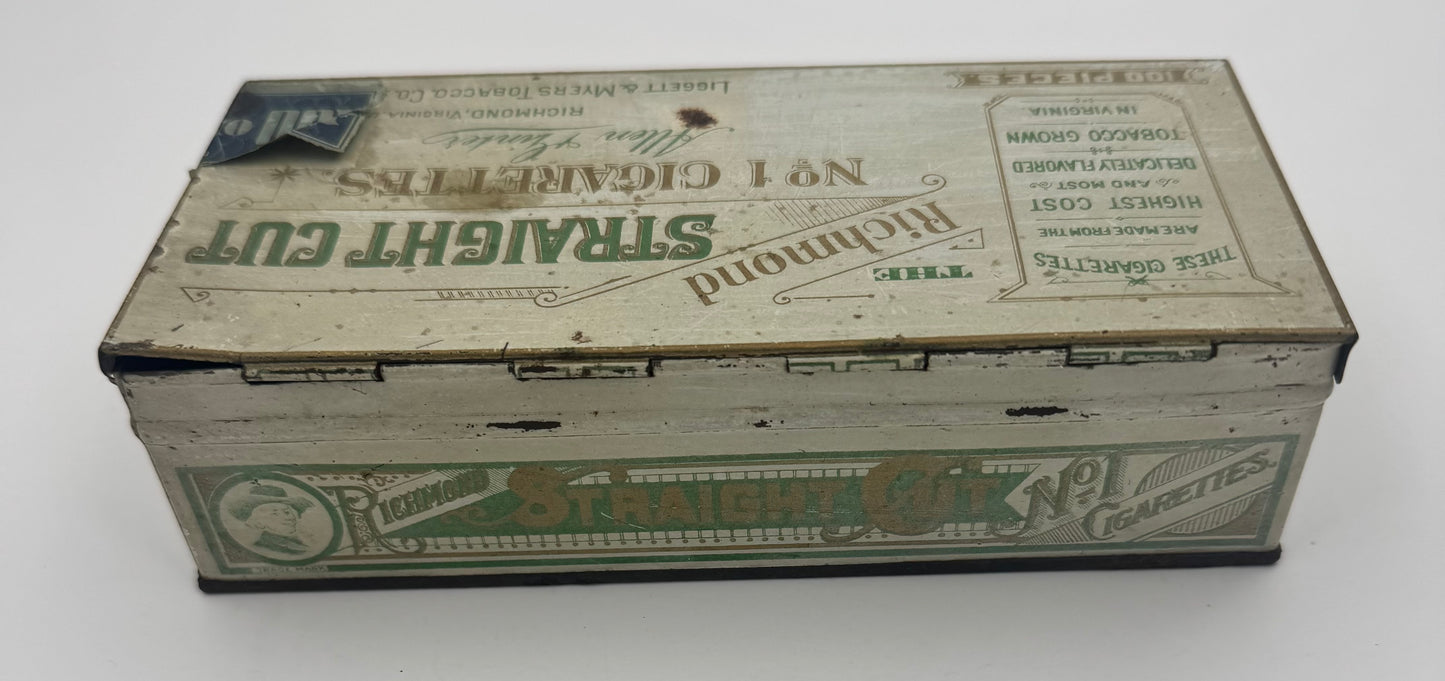 THE
Richmond
STRAIGHT CUT
No 1 CIGARETTES.
Allen & Ginter
RICHMOND, VIRGINIA
LIGGETT & MYERS TOBACCO. CO.
THESE CIGARETTES
ARE MADE FROM THE
HIGHEST COST
AND MOST
DELICATELY FLAVORED
TOBACCO GROWN
IN VIRGINIA.
100 PIECES.
RICHMOND STRAIGHT CUT No 1 CIGARETTES.
TRADE MARK